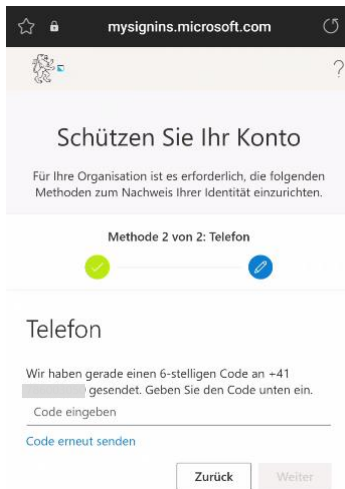 mysignins.microsoft.com
?
Schützen Sie Ihr Konto
Für Ihre Organisation ist es erforderlich, die folgenden
Methoden zum Nachweis Ihrer Identität einzurichten.
Methode 2 von 2: Telefon
Telefon
Wir haben gerade einen 6-stelligen Code an +41
gesendet. Geben Sie den Code unten ein.
Code eingeben
Code erneut senden
Zurück Weiter